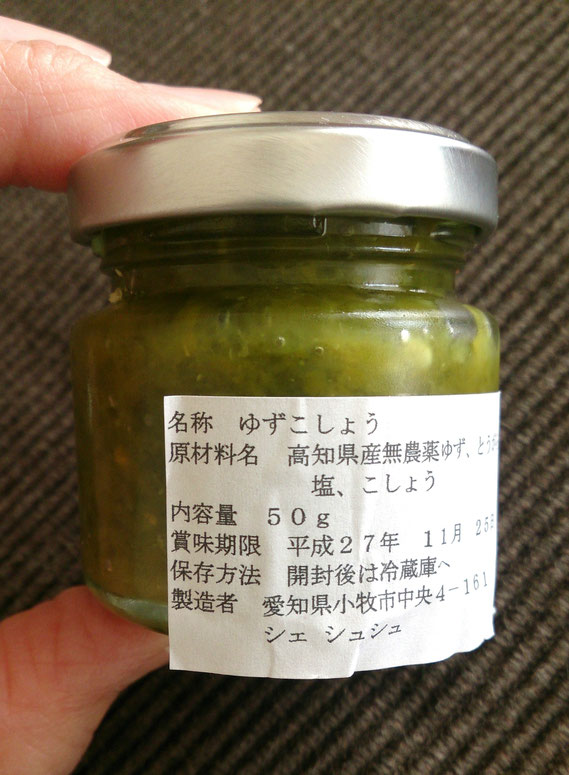 名称　ゆずこしょう
原材料名　高知県産無農薬ゆず、とう
塩、こしょう
内容量　５０ｇ
賞味期限　平成２７年　１１月　２５日
保存方法　開封後は冷蔵庫へ
製造者　愛知県小牧市中央４−１６１
シェ シュシュ